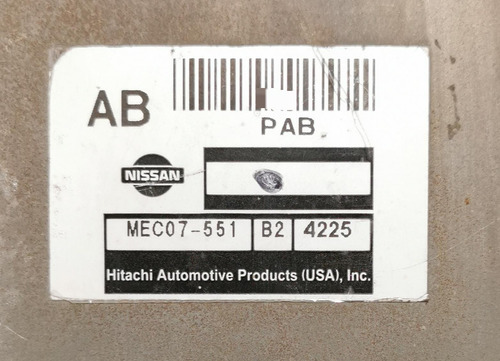 AB
PAB
NISSAN
MEC07-551 B2 4225
Hitachi Automotive Products (USA), Inc.